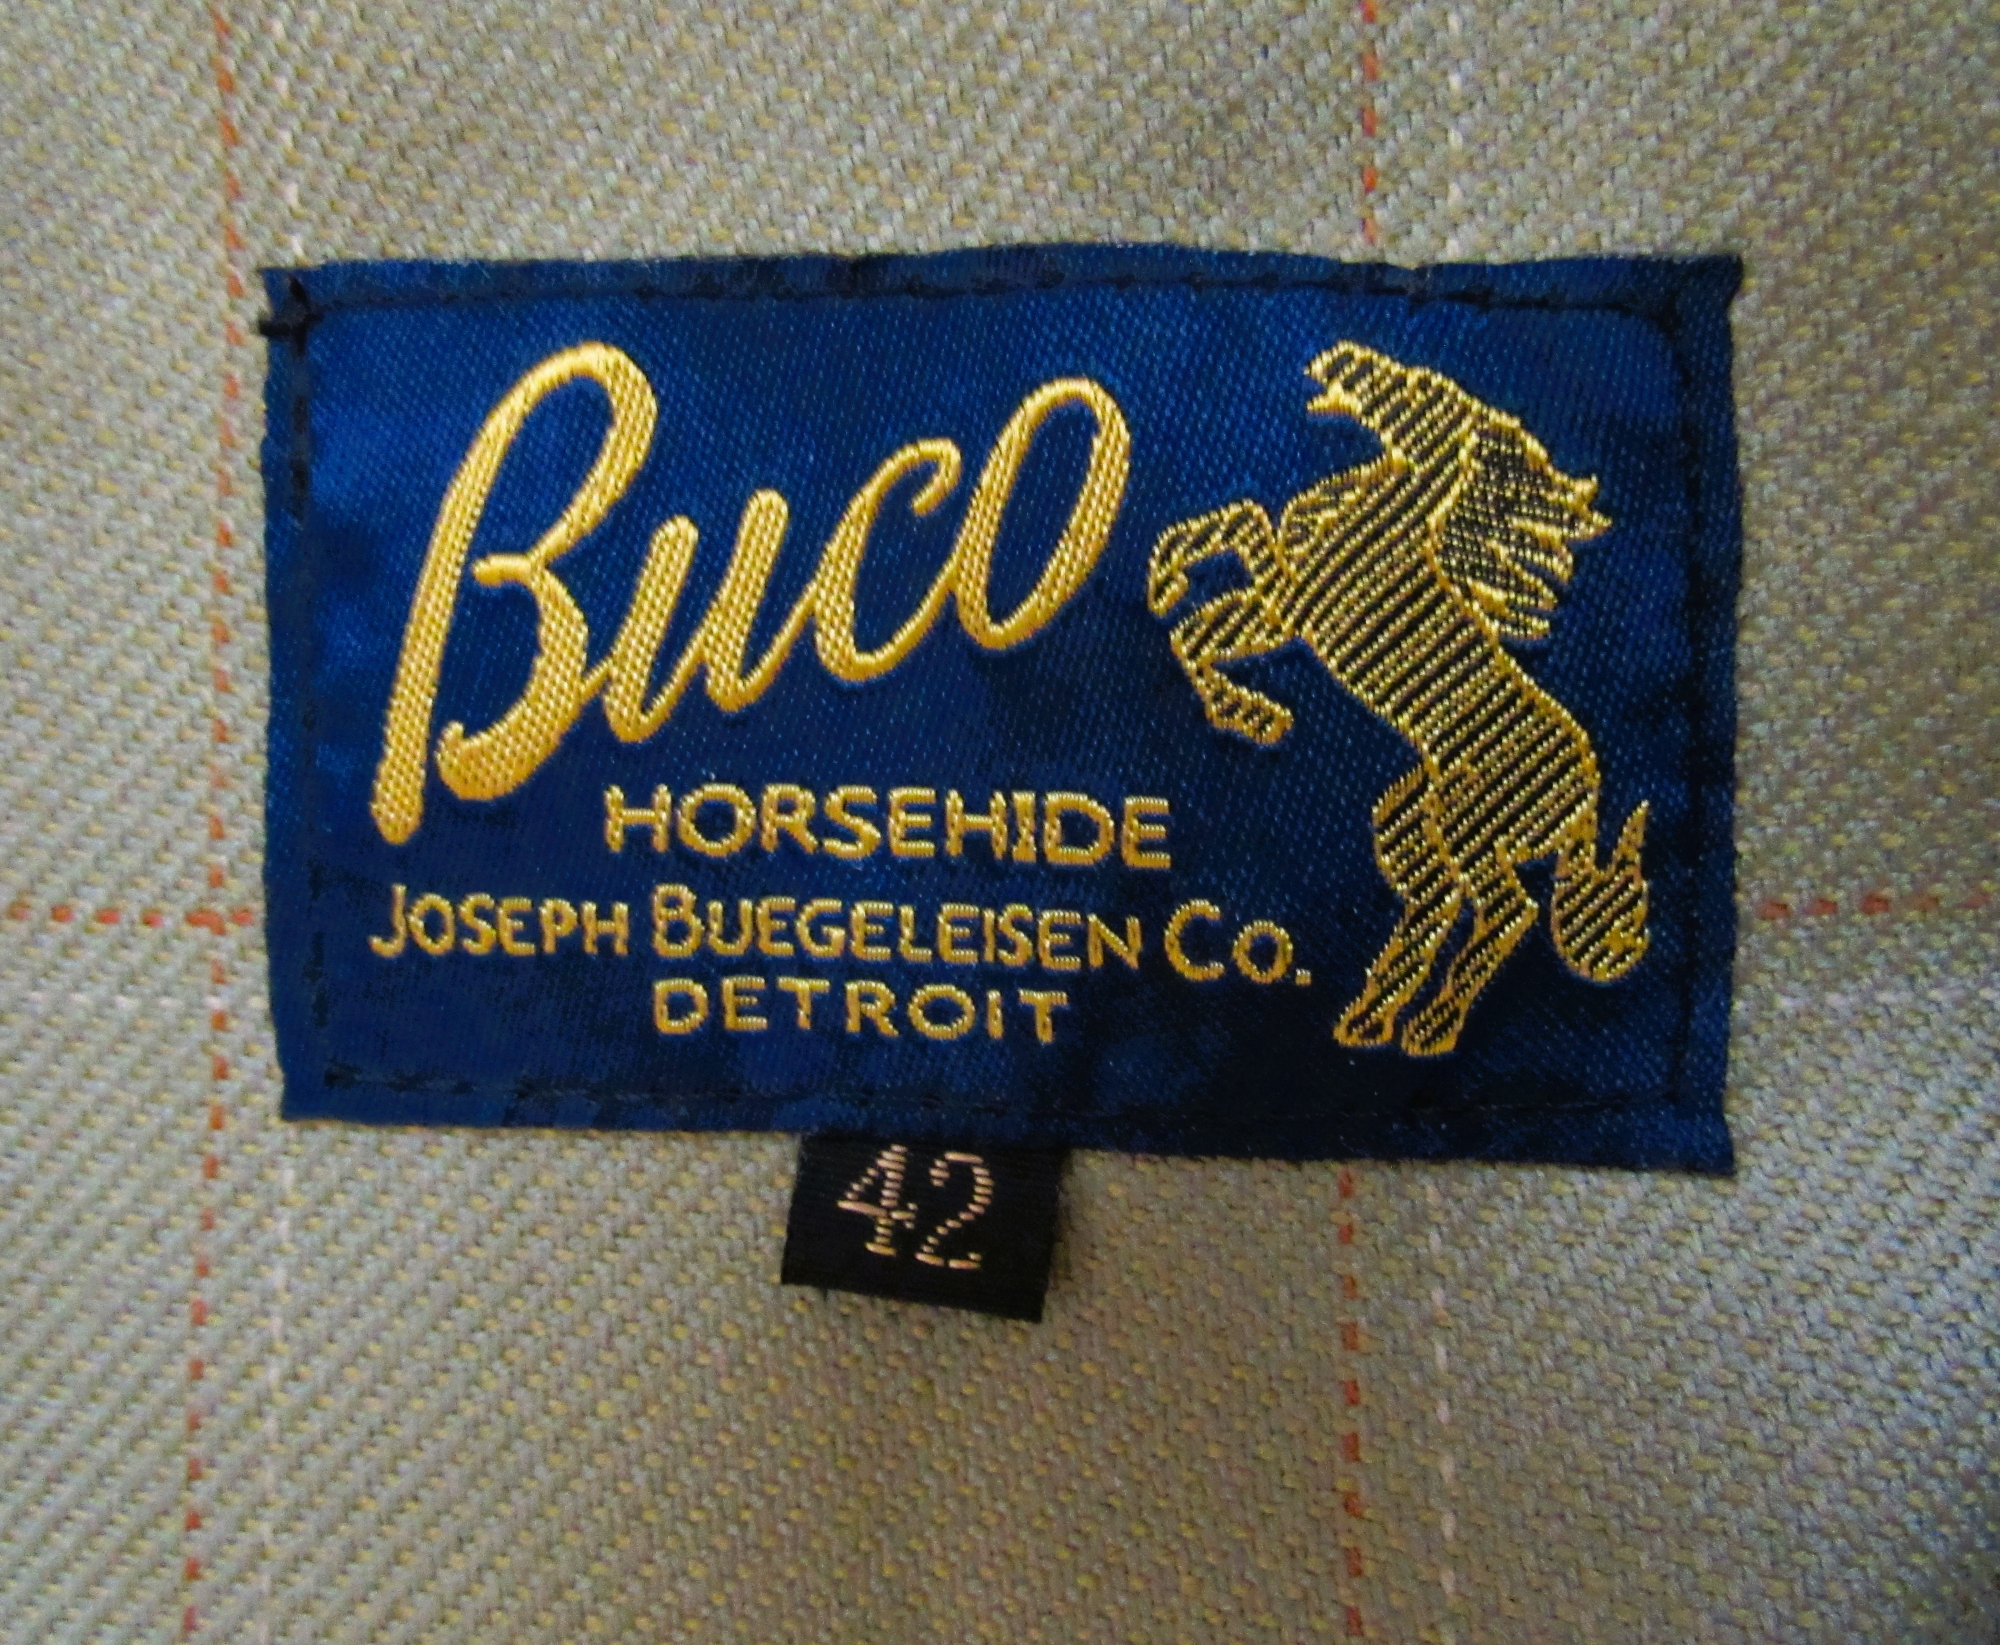 Buco
HORSEHIDE
JOSEPH BUEGELEISEN CO.
DETROIT
42